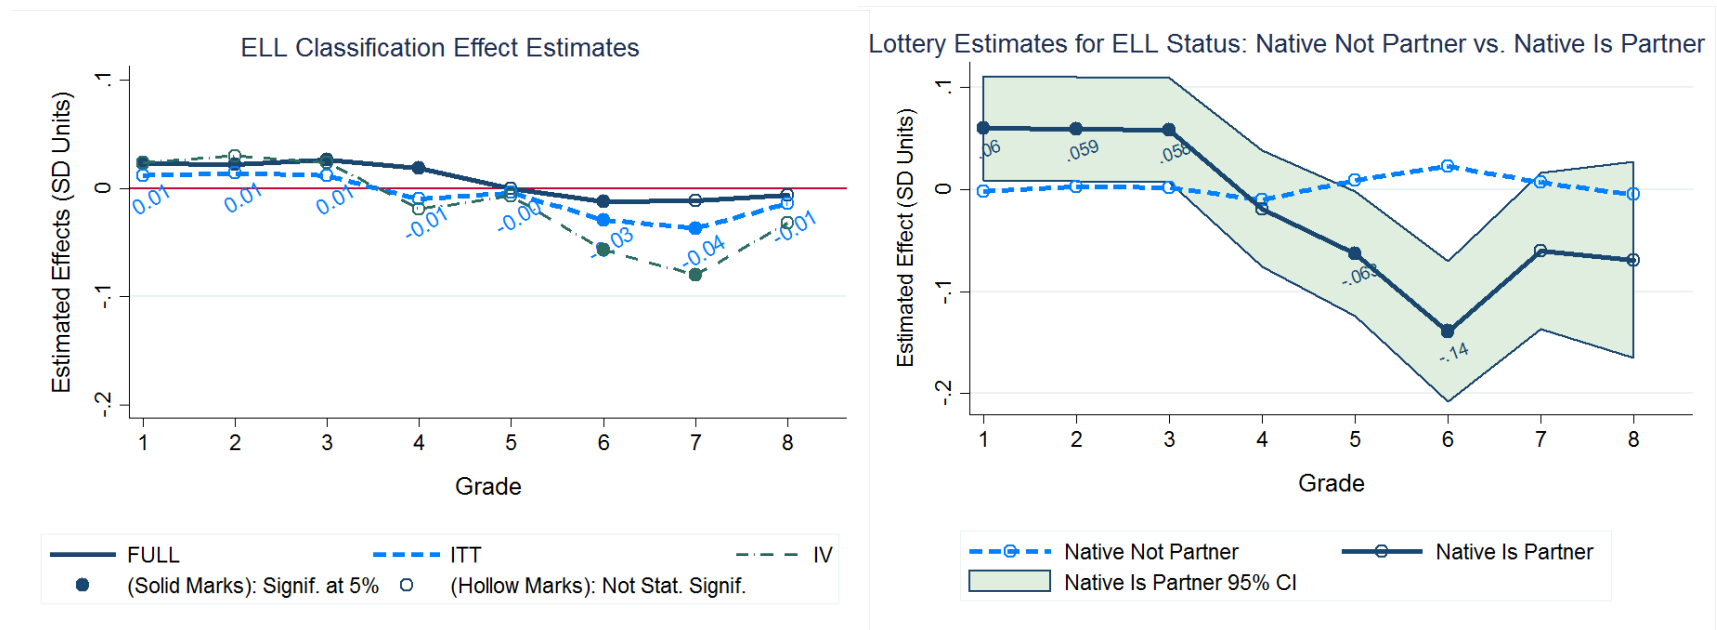 ELL Classification Effect Estimates
Estimated Effects (SD Units)
.1
0
-.1
-.2
0.01
0.01
0.01
-0.01
-0.00
-0.03
-0.04
-0.01
1 2 3 4 5 6 7 8
Grade
FULL ITT IV
(Solid Marks): Signif. at 5% (Hollow Marks): Not Stat. Signif.
Lottery Estimates for ELL Status: Native Not Partner vs. Native Is Partner
Estimated Effect (SD Units)
.1
0
-.1
-.2
.06
.059
.058
-.063
-.14
1 2 3 4 5 6 7 8
Grade
Native Not Partner Native Is Partner
Native Is Partner 95% CI